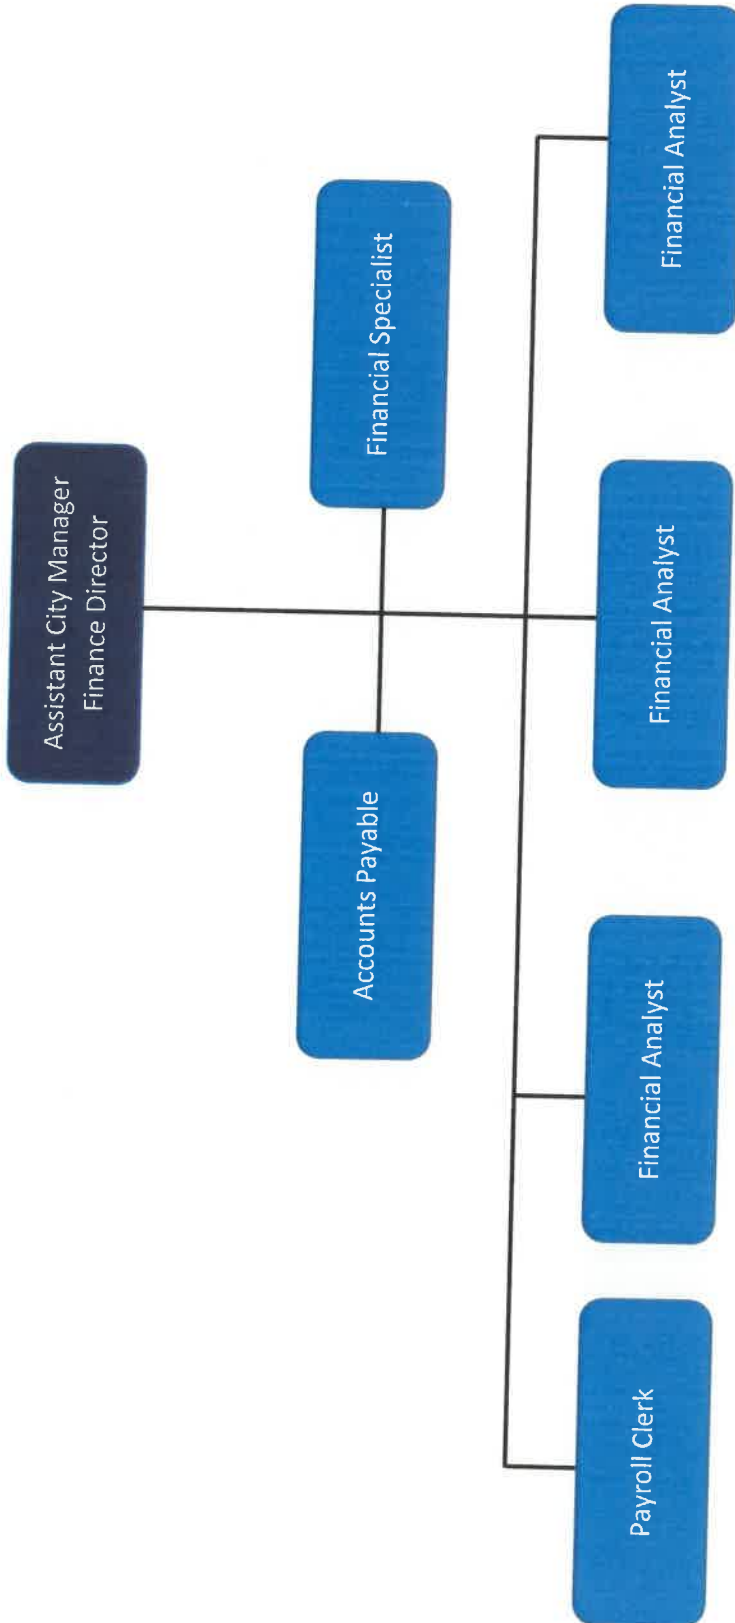 Assistant City Manager
Finance Director
Accounts Payable
Financial Specialist
Payroll Clerk
Financial Analyst
Financial Analyst
Financial Analyst